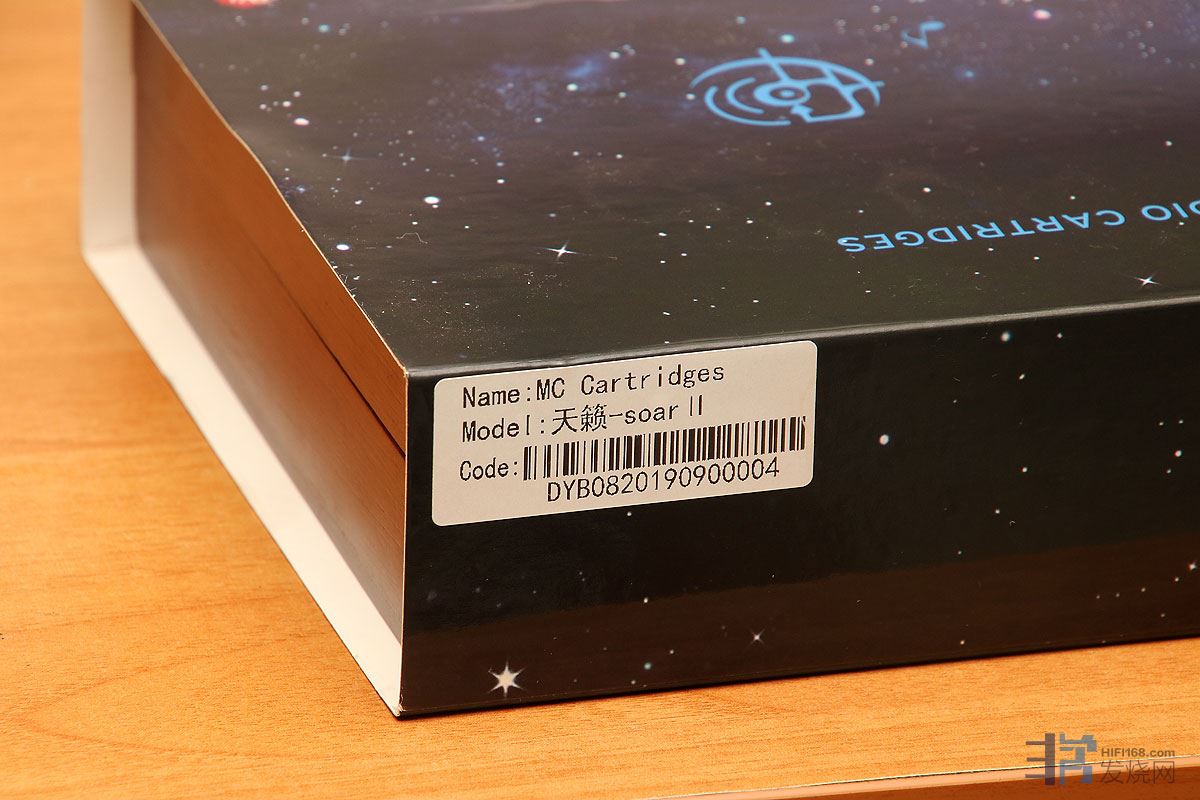 DIO CARTRIDGES
Name:MC Cartridges
Model:天籁-soarⅡ
Code:
DYB0820190900004
HIFI168.com
发烧网